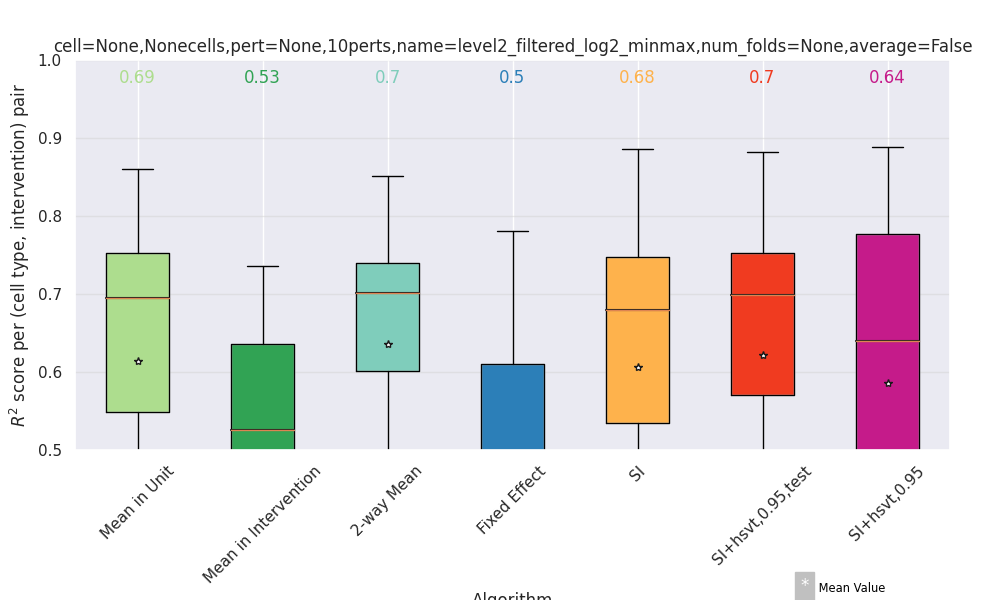 cell=None,Nonecells,pert=None,10perts,name=level2_filtered_log2_minmax,num_folds=None,average=False
R² score per (cell type, intervention) pair
1.0
0.9
0.8
0.7
0.6
0.5
0.69 0.53 0.7 0.5 0.68 0.7 0.64
Mean in Unit
Mean in Intervention
2-way Mean
Fixed Effect
SI
SI+hsvt,0.95,test
SI+hsvt,0.95
Algorithm
* Mean Value